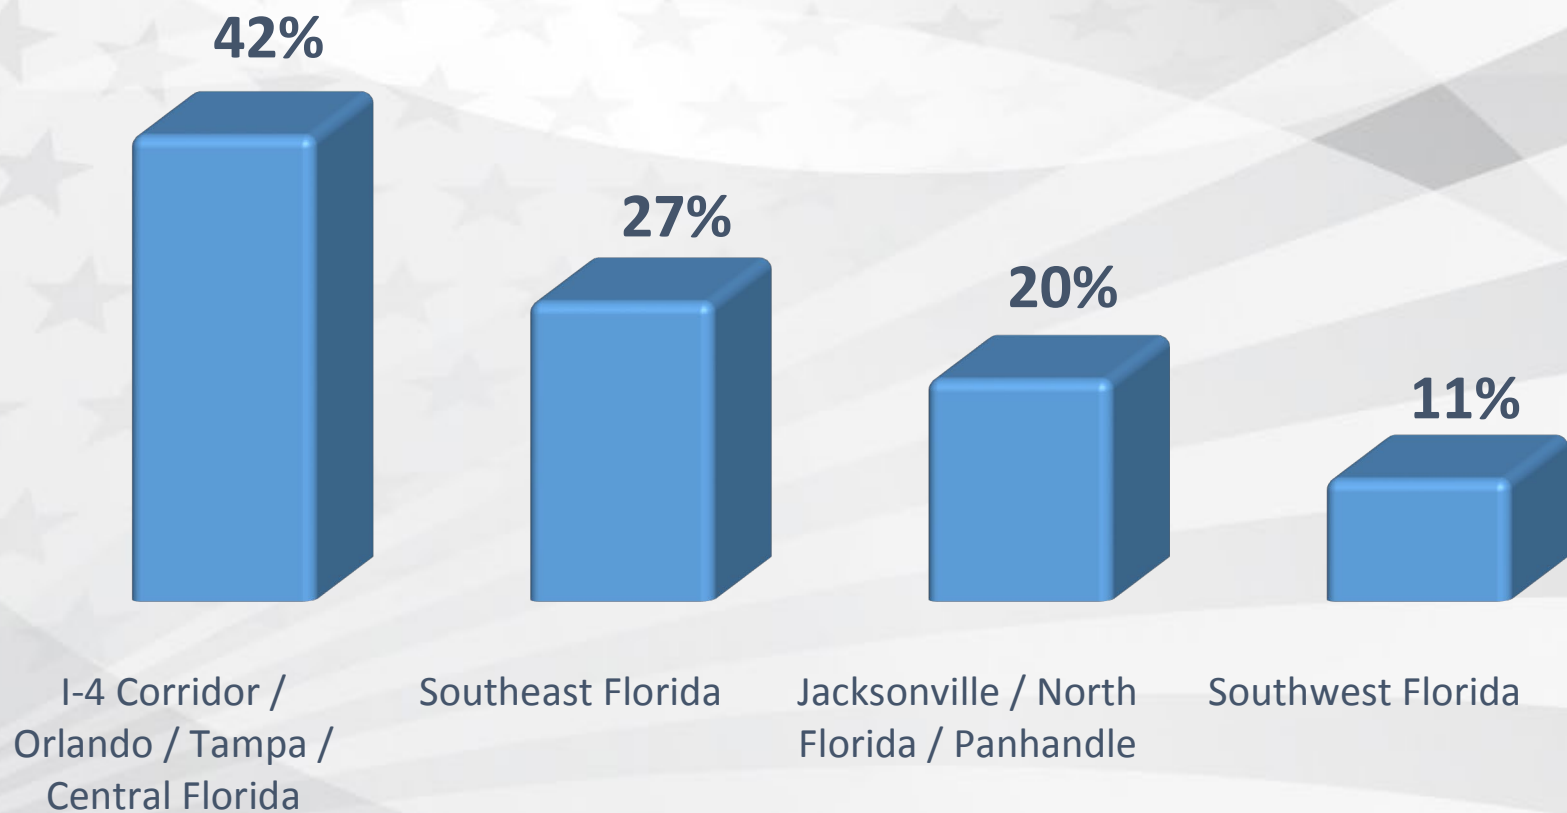 42%
27%
20%
11%
I-4 Corridor /
Orlando / Tampa /
Central Florida
Southeast Florida
Jacksonville / North
Florida / Panhandle
Southwest Florida